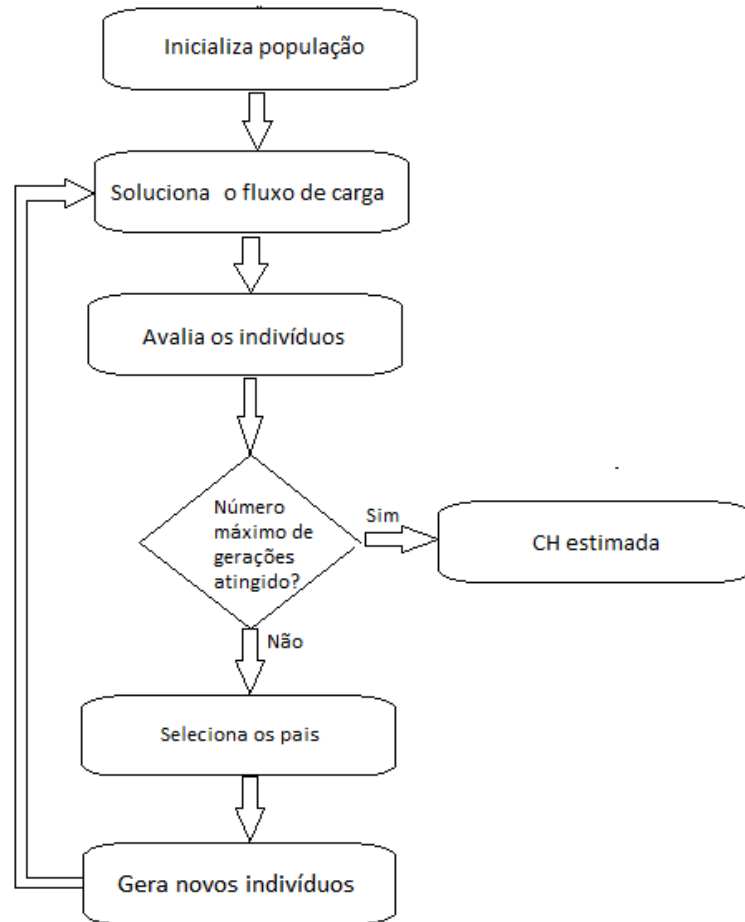 Inicializa população
Soluciona o fluxo de carga
Avalia os indivíduos
Número
máximo de
gerações
atingido?
Sim
CH estimada
Não
Seleciona os pais
Gera novos indivíduos